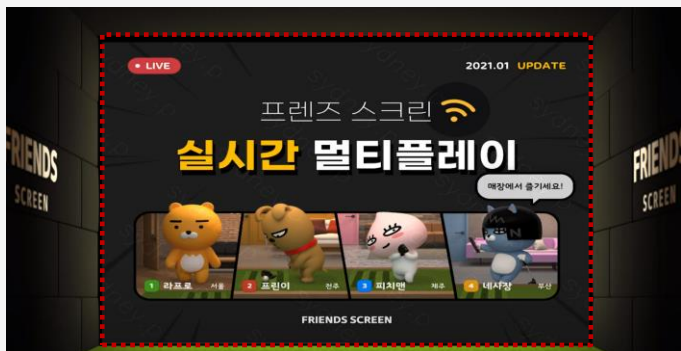 LIVE
2021.01 UPDATE
프렌즈 스크린
실시간 멀티플레이
매장에서 즐기세요!
1 라프로 서울
2 프린이 전주
3 피치맨 제주
4 네시장 부산
FRIENDS SCREEN
FRIENDS
SCREEN
FRIEND
SCREEN